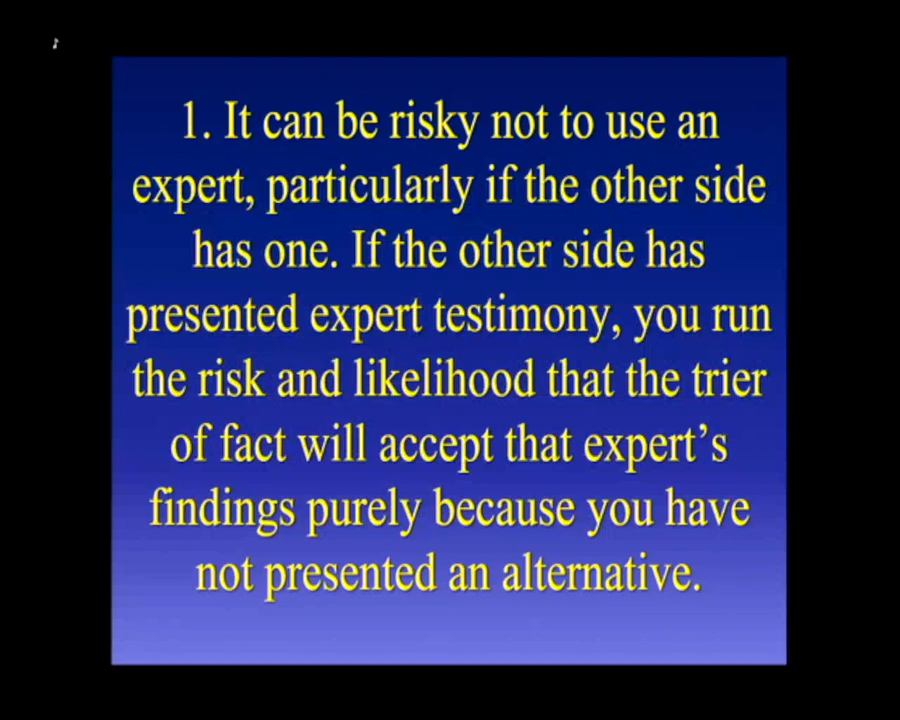 1. It can be risky not to use an
expert, particularly if the other side
has one. If the other side has
presented expert testimony, you run
the risk and likelihood that the trier
of fact will accept that expert’s
findings purely because you have
not presented an alternative.